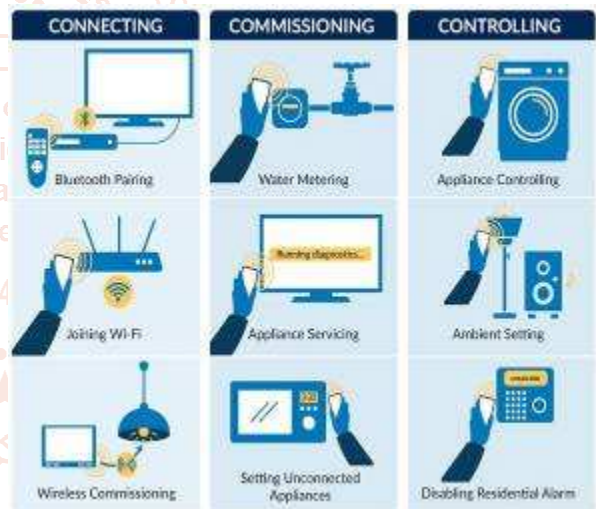 CONNECTING
COMMISSIONING
CONTROLLING
Bluetooth Pairing
Water Metering
Appliance Controlling
Running diagnostics...
Joining Wi-Fi
Appliance Servicing
Ambient Setting
Wireless Commissioning
Setting Unconnected
Appliances
Disabling Residential Alarm